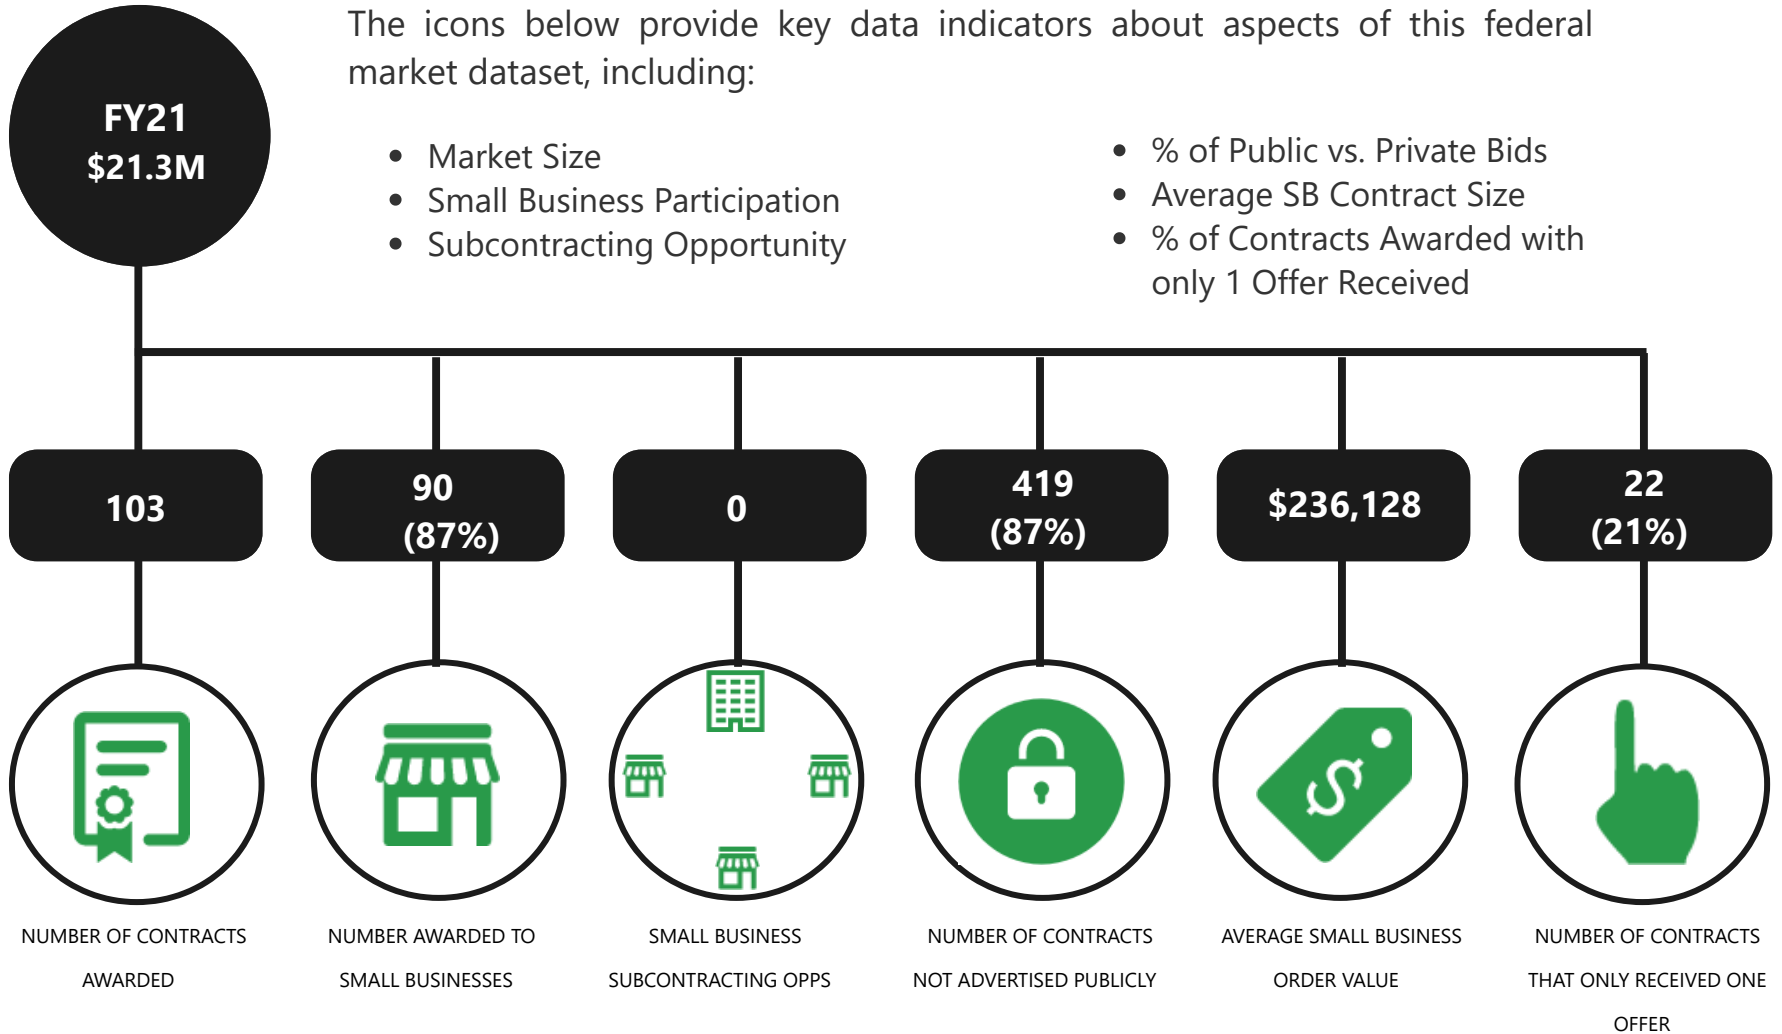 FY21
$21.3M
The icons below provide key data indicators about aspects of this federal
market dataset, including:
• Market Size
• Small Business Participation
• Subcontracting Opportunity
• % of Public vs. Private Bids
• Average SB Contract Size
• % of Contracts Awarded with
only 1 Offer Received
103
90
(87%)
0
419
(87%)
$236,128
22
(21%)
NUMBER OF CONTRACTS
AWARDED
NUMBER AWARDED TO
SMALL BUSINESSES
SMALL BUSINESS
SUBCONTRACTING OPPS
NUMBER OF CONTRACTS
NOT ADVERTISED PUBLICLY
AVERAGE SMALL BUSINESS
ORDER VALUE
NUMBER OF CONTRACTS
THAT ONLY RECEIVED ONE
OFFER